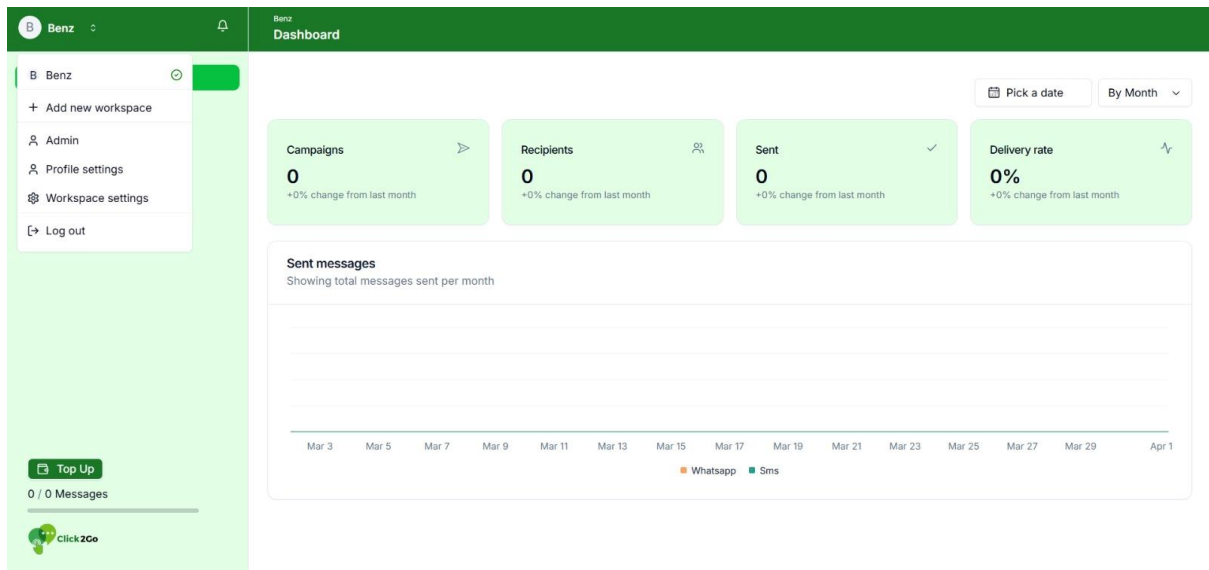 B Benz
Benz
Dashboard
B Benz
+ Add new workspace
Admin
Profile settings
Workspace settings
Log out
Pick a date
By Month
Campaigns
0
+0% change from last month
Recipients
0
+0% change from last month
Sent
0
+0% change from last month
Delivery rate
0%
+0% change from last month
Sent messages
Showing total messages sent per month
Mar 3 Mar 5 Mar 7 Mar 9 Mar 11 Mar 13 Mar 15 Mar 17 Mar 19 Mar 21 Mar 23 Mar 25 Mar 27 Mar 29 Apr 1
Whatsapp Sms
Top Up
0 / 0 Messages
Click2Go